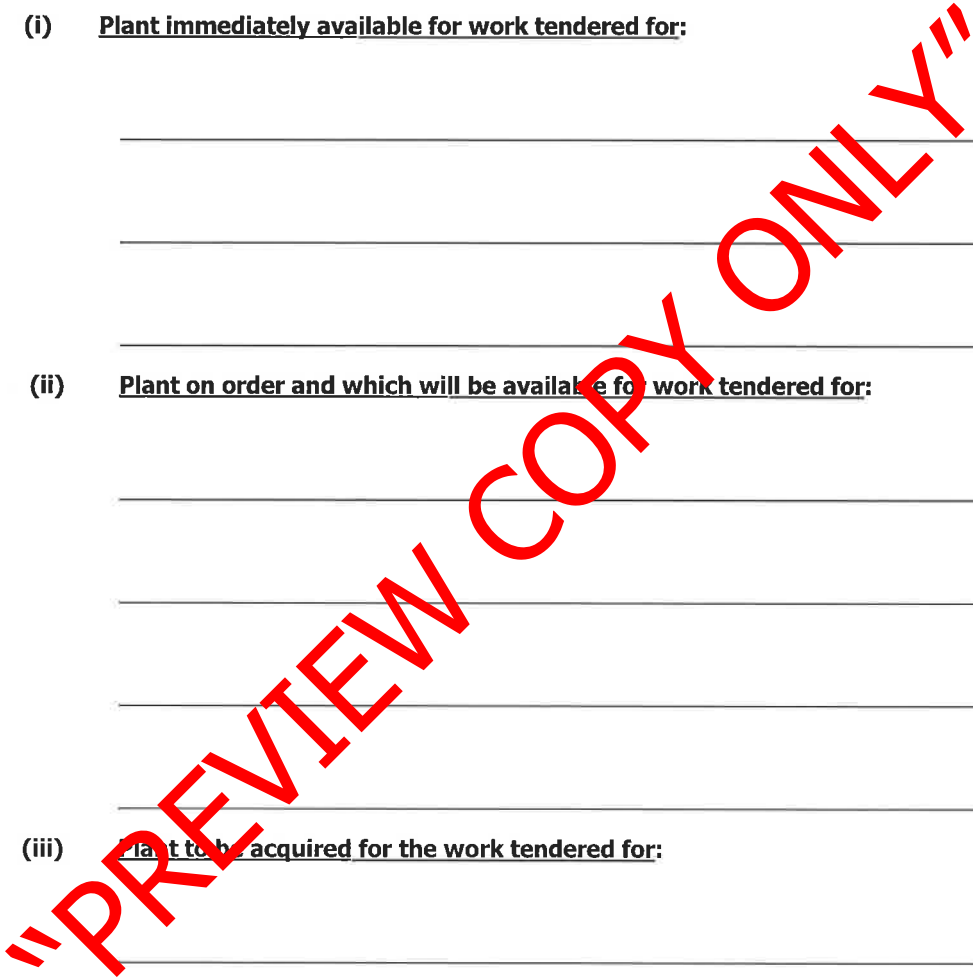 (i) Plant immediately available for work tendered for:
(ii) Plant on order and which will be available for work tendered for:
(iii) Plant to be acquired for the work tendered for:
"PREVIEW COPY ONLY"